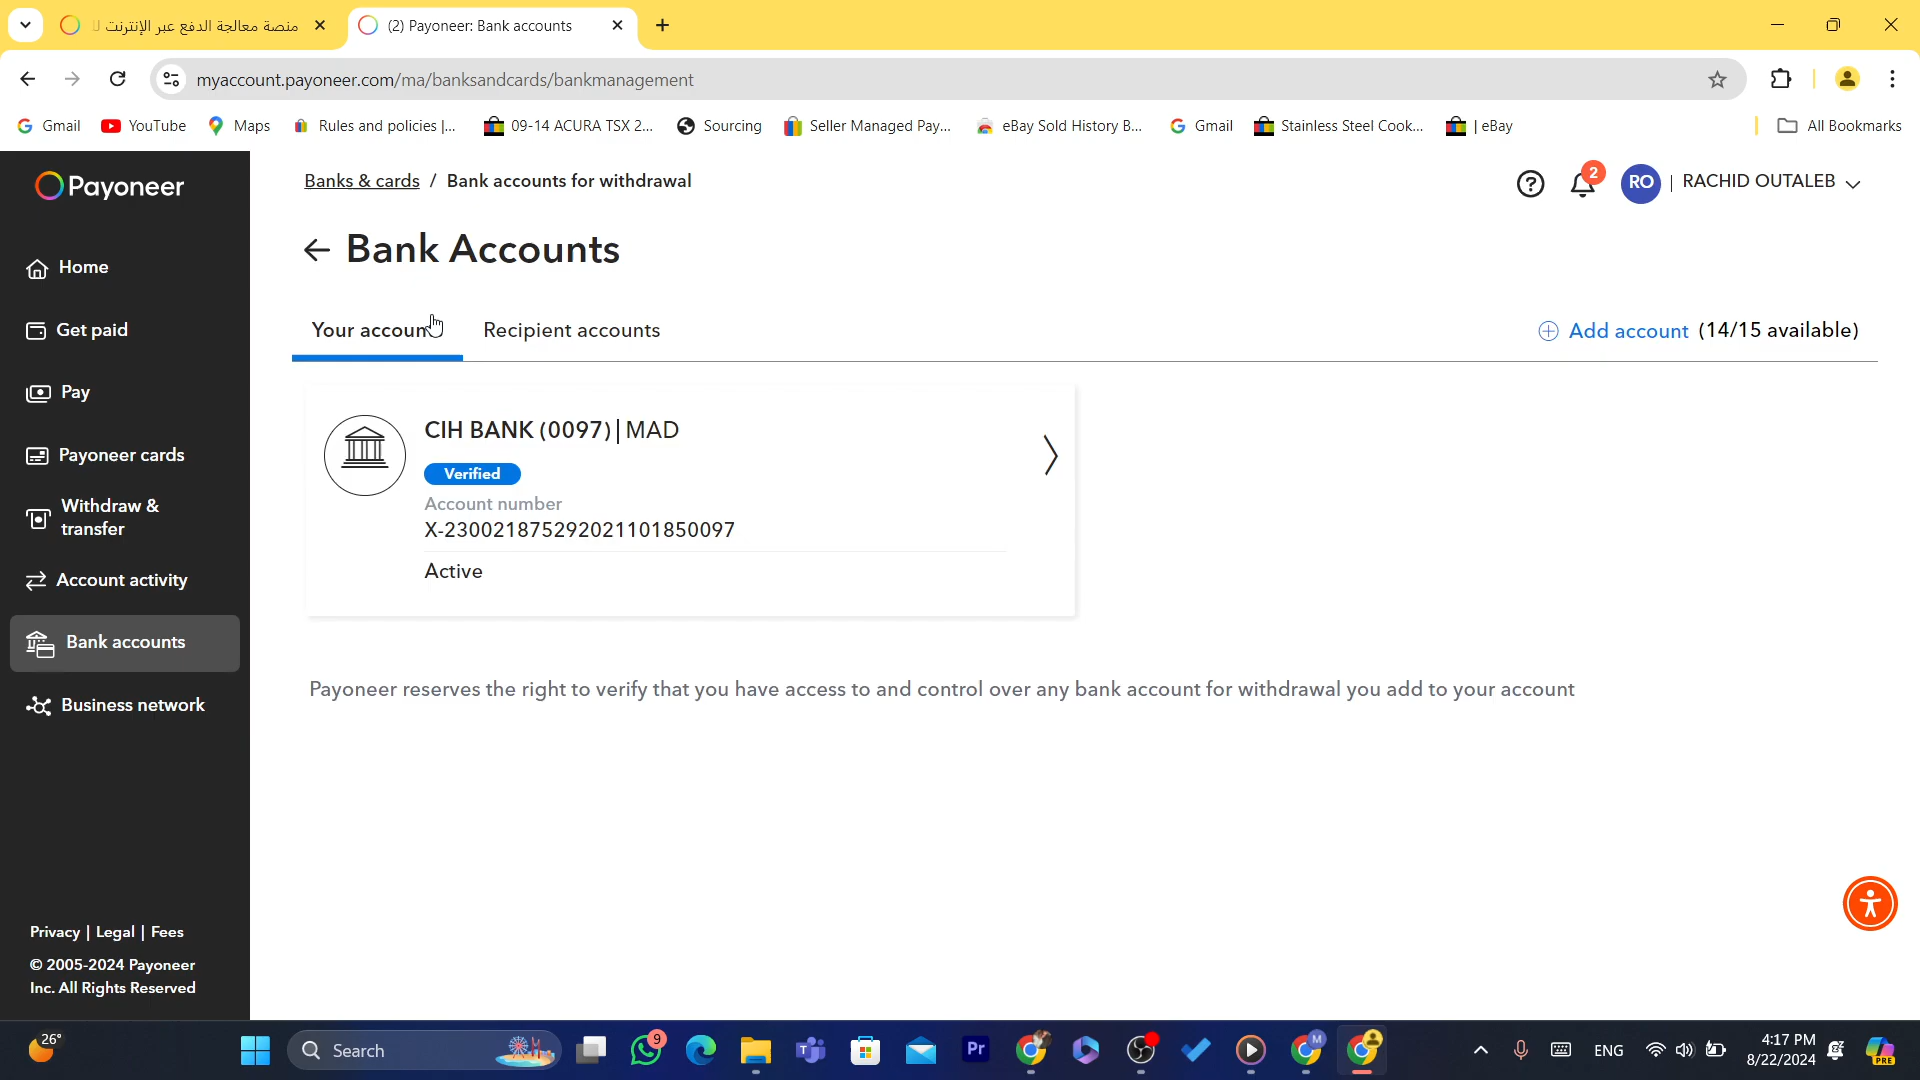 منصة معالجة الدفع عبر الإنترنت
(2) Payoneer: Bank accounts
myaccount.payoneer.com/ma/banksandcards/bankmanagement
Gmail
YouTube
Maps
Rules and policies |...
09-14 ACURA TSX 2...
Sourcing
Seller Managed Pay...
eBay Sold History B...
Gmail
Stainless Steel Cook...
| eBay
All Bookmarks
Payoneer
Banks & cards / Bank accounts for withdrawal
2
RO | RACHID OUTALEB
Bank Accounts
Home
Get paid
Pay
Payoneer cards
Withdraw &
transfer
Account activity
Bank accounts
Business network
Your account
Recipient accounts
Add account (14/15 available)
CIH BANK (0097) | MAD
Verified
Account number
X-230021875292021101850097
Active
Payoneer reserves the right to verify that you have access to and control over any bank account for withdrawal you add to your account
Privacy | Legal | Fees
© 2005-2024 Payoneer
Inc. All Rights Reserved
26°
Search
9
Pr
M
ENG
4:17 PM
8/22/2024
PRE